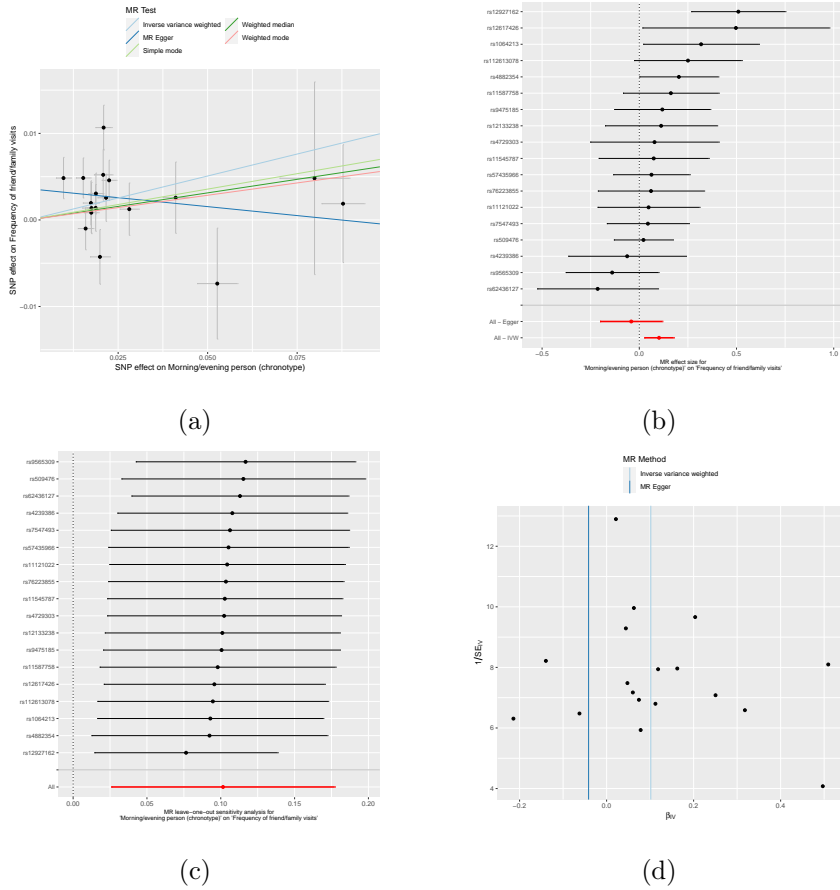 MR Test
Inverse variance weighted
MR Egger
Simple mode
Weighted median
Weighted mode
SNP effect on Frequency of friend/family visits
0.01
0.00
−0.01
0.025
0.050
0.075
SNP effect on Morning/evening person (chronotype)
(a)
rs12927162
rs12617426
rs1064213
rs112613078
rs4882354
rs11587758
rs9475185
rs12133238
rs4729303
rs11545787
rs57435966
rs76223855
rs11121022
rs7547493
rs509476
rs4239386
rs9565309
rs62436127
All − Egger
All − IVW
−0.5
0.0
0.5
1.0
MR effect size for
'Morning/evening person (chronotype)' on 'Frequency of friend/family visits'
(b)
rs9565309
rs509476
rs62436127
rs4239386
rs7547493
rs57435966
rs11121022
rs76223855
rs11545787
rs4729303
rs12133238
rs9475185
rs11587758
rs12617426
rs112613078
rs1064213
rs4882354
rs12927162
All
0.00
0.05
0.10
0.15
0.20
MR leave−one−out sensitivity analysis for
'Morning/evening person (chronotype)' on 'Frequency of friend/family visits'
(c)
MR Method
Inverse variance weighted
MR Egger
1/SEIV
12
10
8
6
4
−0.2
0.0
0.2
0.4
βIV
(d)